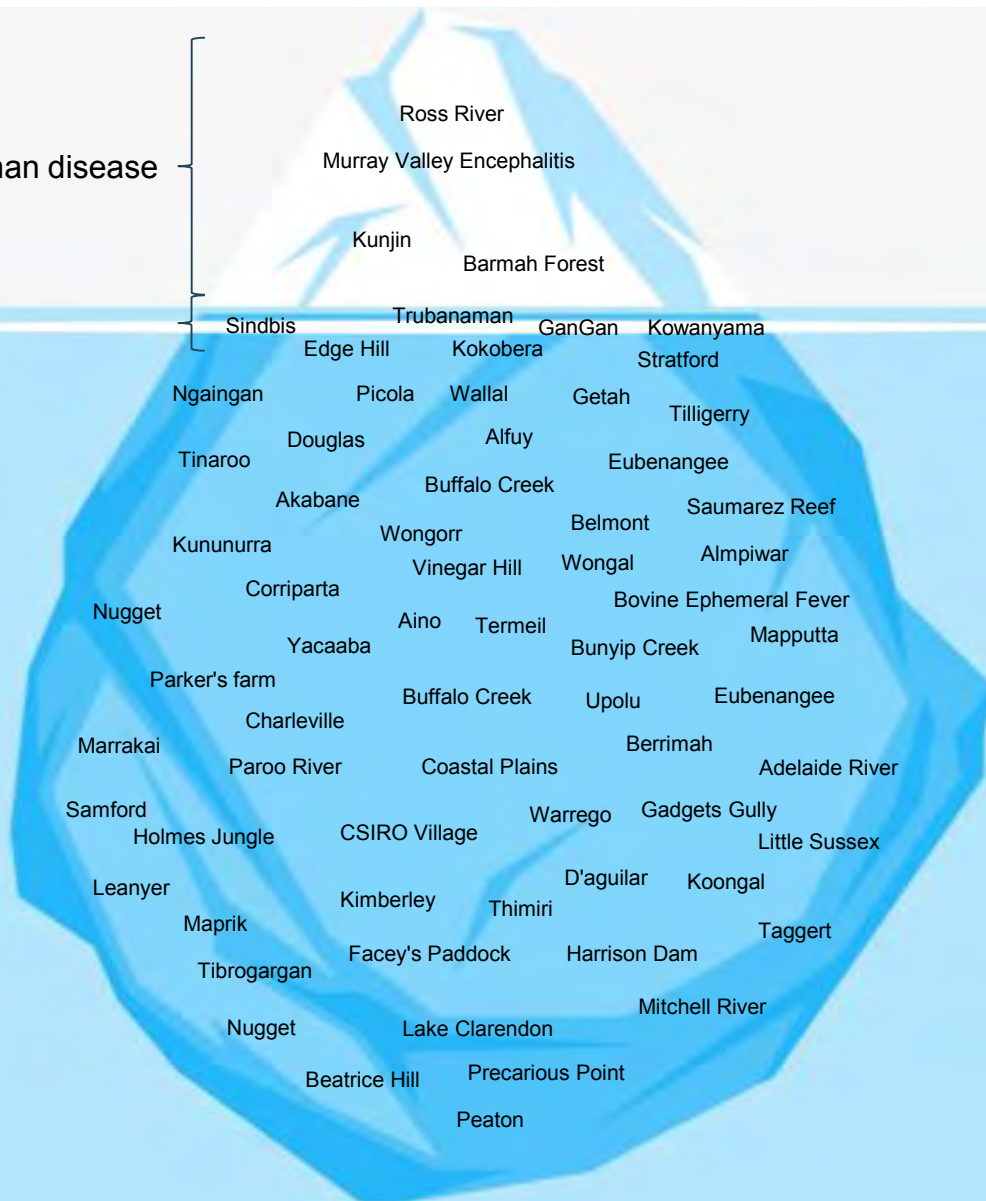 Ross River
Murray Valley Encephalitis
man disease
Kunjin
Barmah Forest
Trubanaman
Sindbis GanGan Kowanyama
Edge Hill Kokobera Stratford
Ngaingan Picola Wallal Getah
Tilligerry
Douglas Alfuy
Tinaroo Eubenangee
Buffalo Creek
Akabane Saumarez Reef
Wongorr Belmont
Kununurra Vinegar Hill Wongal Almpiwar
Corriparta Bovine Ephemeral Fever
Nugget Aino Termeil Mapputta
Yacaaba Bunyip Creek
Parker's farm Buffalo Creek Upolu Eubenangee
Charleville
Marrakai Berrimah
Paroo River Coastal Plains Adelaide River
Samford Warrego Gadgets Gully
Holmes Jungle CSIRO Village Little Sussex
Leanyer D'aguilar Koongal
Kimberley Thimiri
Maprik Taggert
Facey's Paddock Harrison Dam
Tibrogargan
Mitchell River
Nugget Lake Clarendon
Beatrice Hill Precarious Point
Peaton